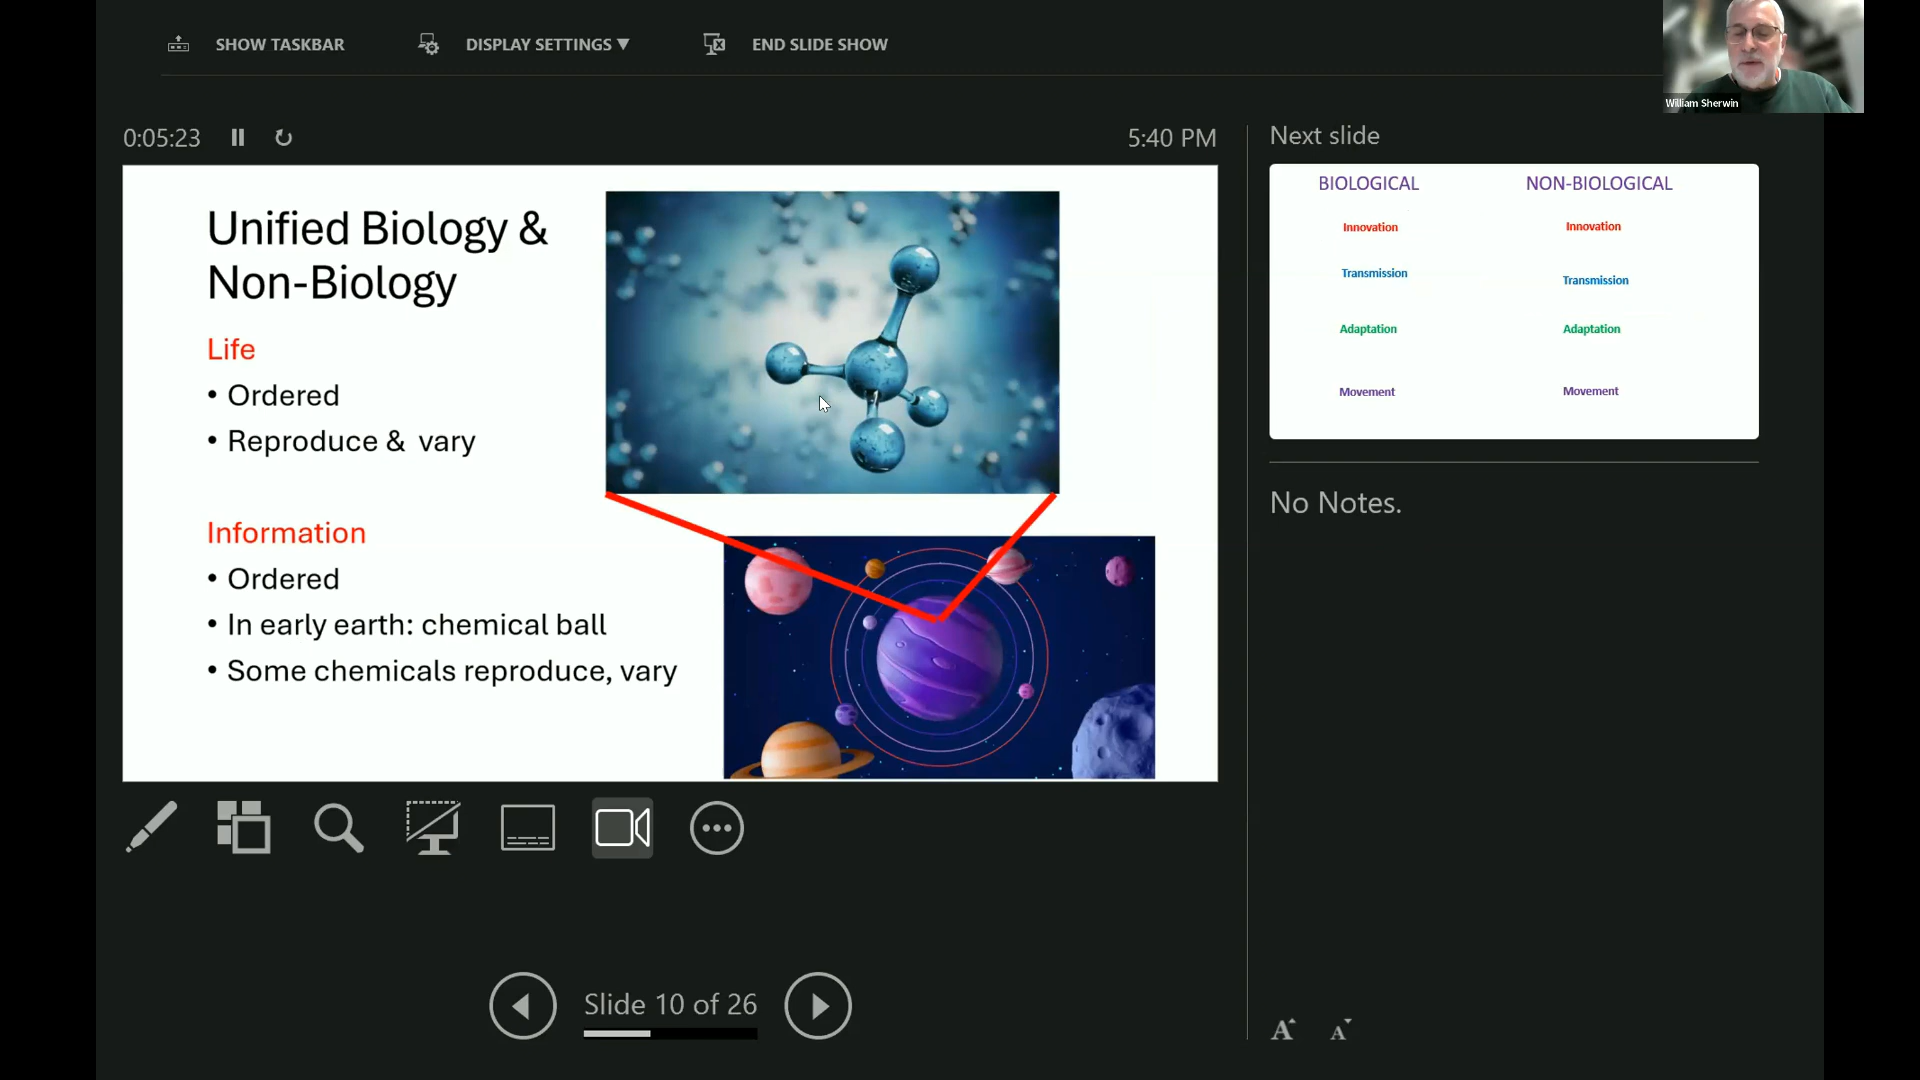 SHOW TASKBAR
DISPLAY SETTINGS ▼
END SLIDE SHOW
William Sherwin
0:05:23
5:40 PM
Unified Biology &
Non-Biology
Life
• Ordered
• Reproduce & vary
Information
• Ordered
• In early earth: chemical ball
• Some chemicals reproduce, vary
Next slide
BIOLOGICAL NON-BIOLOGICAL
Innovation Innovation
Transmission Transmission
Adaptation Adaptation
Movement Movement
No Notes.
Slide 10 of 26
A A